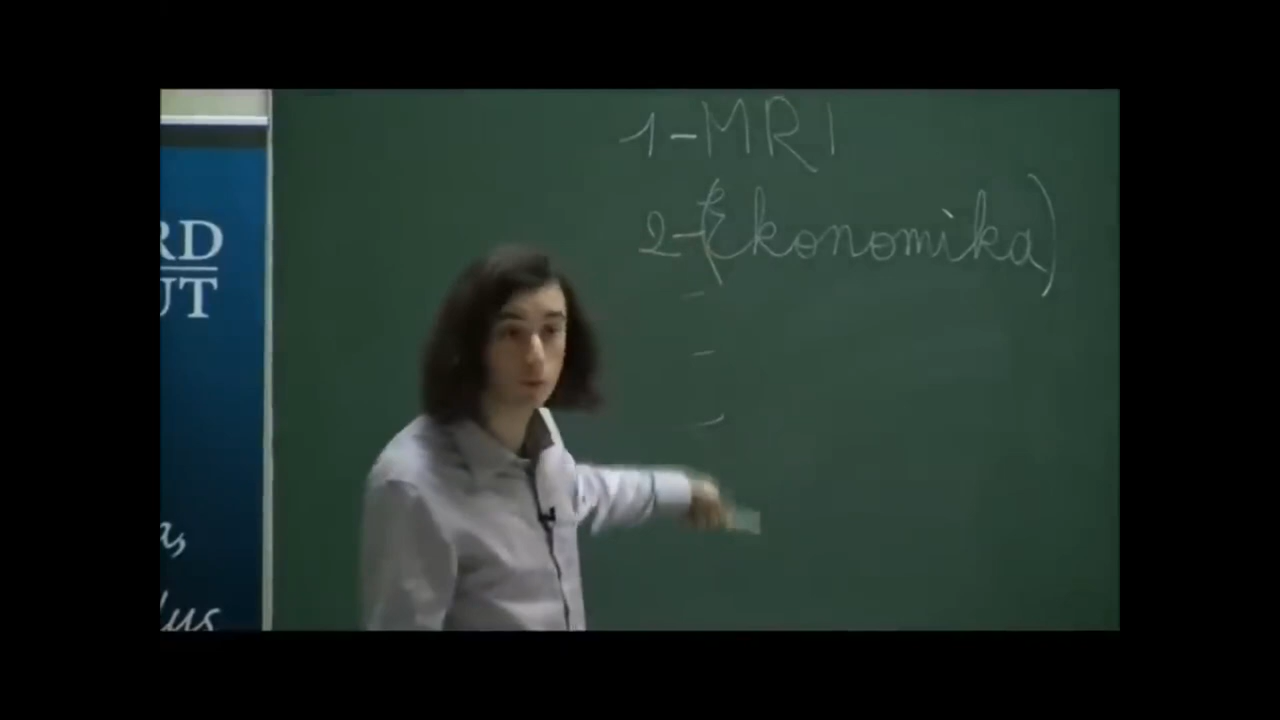 1-MRI
2-(Ekonomika)
-
-
-
RD
UT
a,